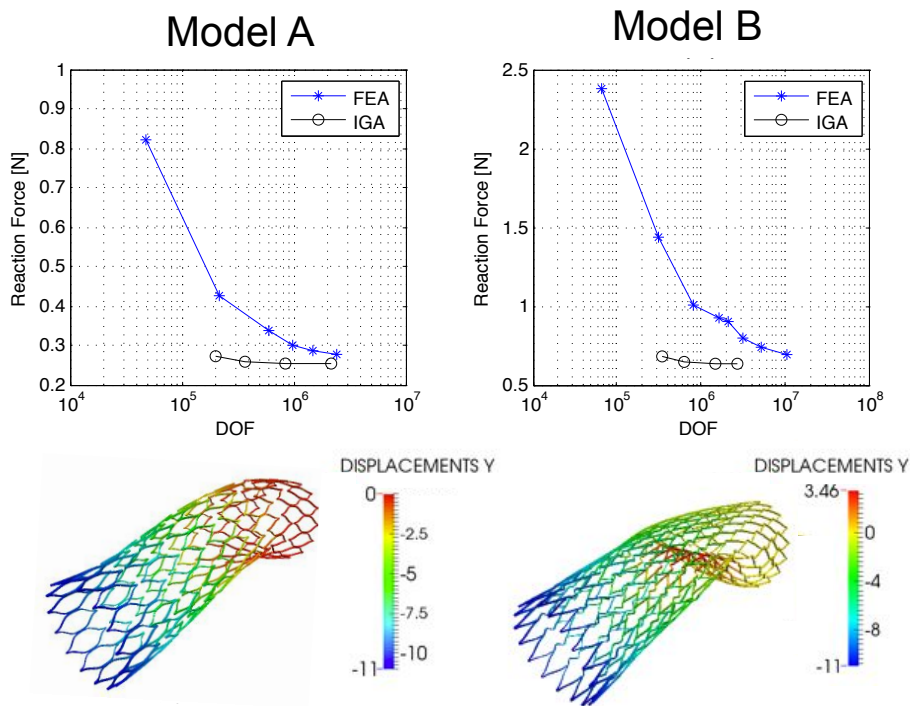 Model A
Model B
1
0.9
0.8
0.7
0.6
0.5
0.4
0.3
0.2
Reaction Force [N]
FEA
IGA
10^4
10^5
10^6
10^7
DOF
2.5
2
1.5
1
0.5
Reaction Force [N]
FEA
IGA
10^4
10^5
10^6
10^7
10^8
DOF
DISPLACEMENTS Y
0
-2.5
-5
-7.5
-10
-11
DISPLACEMENTS Y
3.46
0
-4
-8
-11